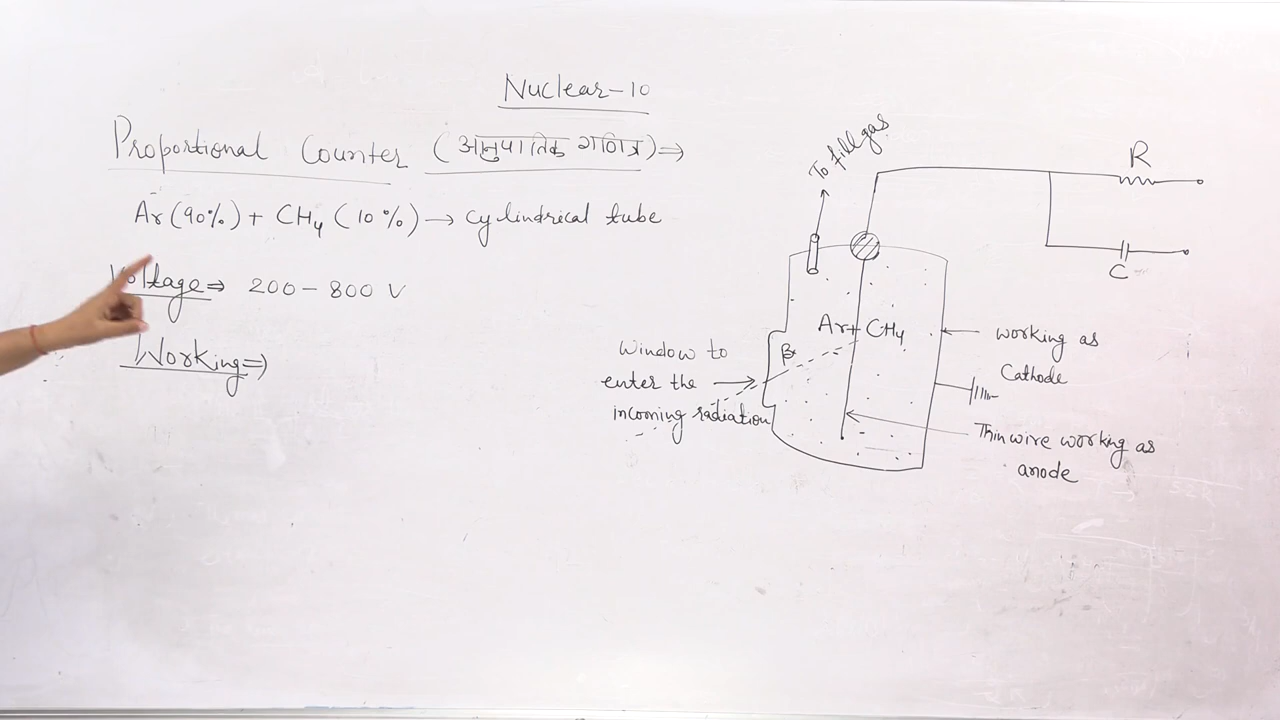 Nuclear-10
Proportional Counter (आनुपातिक गणित्र) ⇒
Ar(90%) + CH₄ (10%) → cylindrical tube
Voltage ⇒ 200 - 800 V
Working ⇒
To fill gas
R
C
Ar + CH₄
β
window to
enter the
incoming radiation
working as
Cathode
Thin wire working as
anode